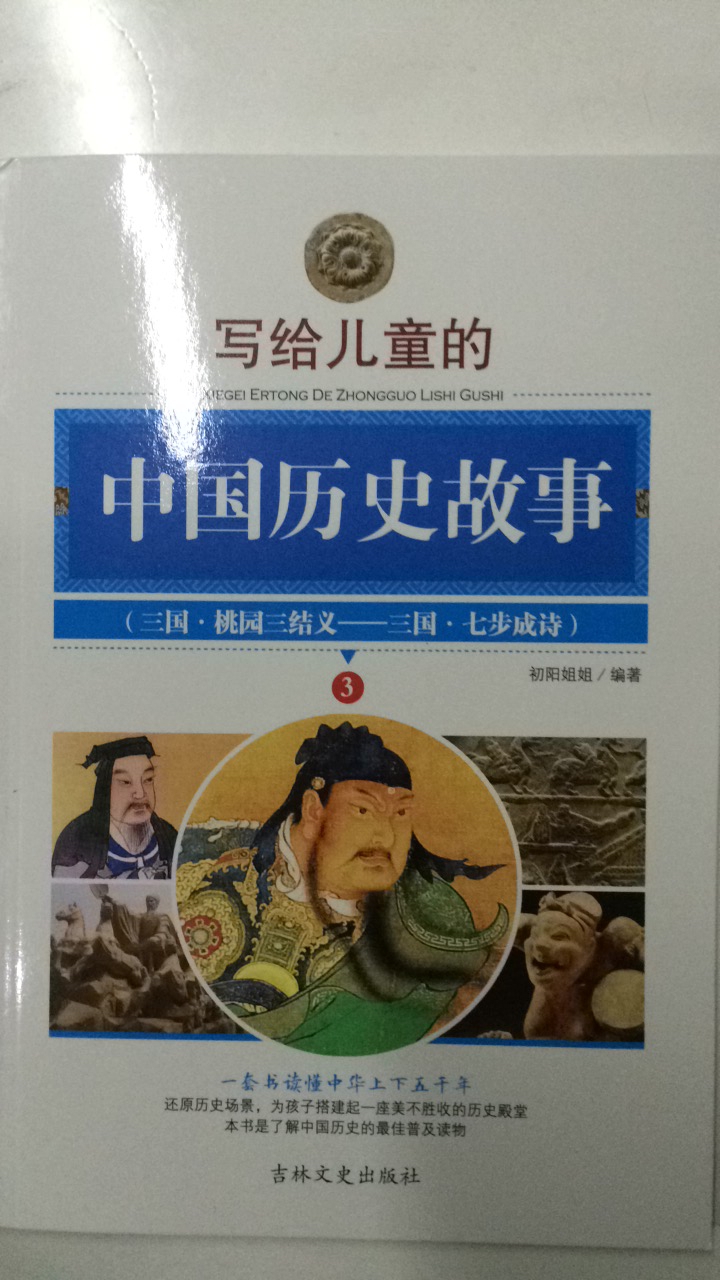 写给儿童的
XIEGEI ERTONG DE ZHONGGUO LISHI GUSHI
中国历史故事
（三国·桃园三结义——三国·七步成诗）
3
初阳姐姐／编著
一套书读懂中华上下五千年
还原历史场景，为孩子搭建起一座美不胜收的历史殿堂
本书是了解中国历史的最佳普及读物
吉林文史出版社